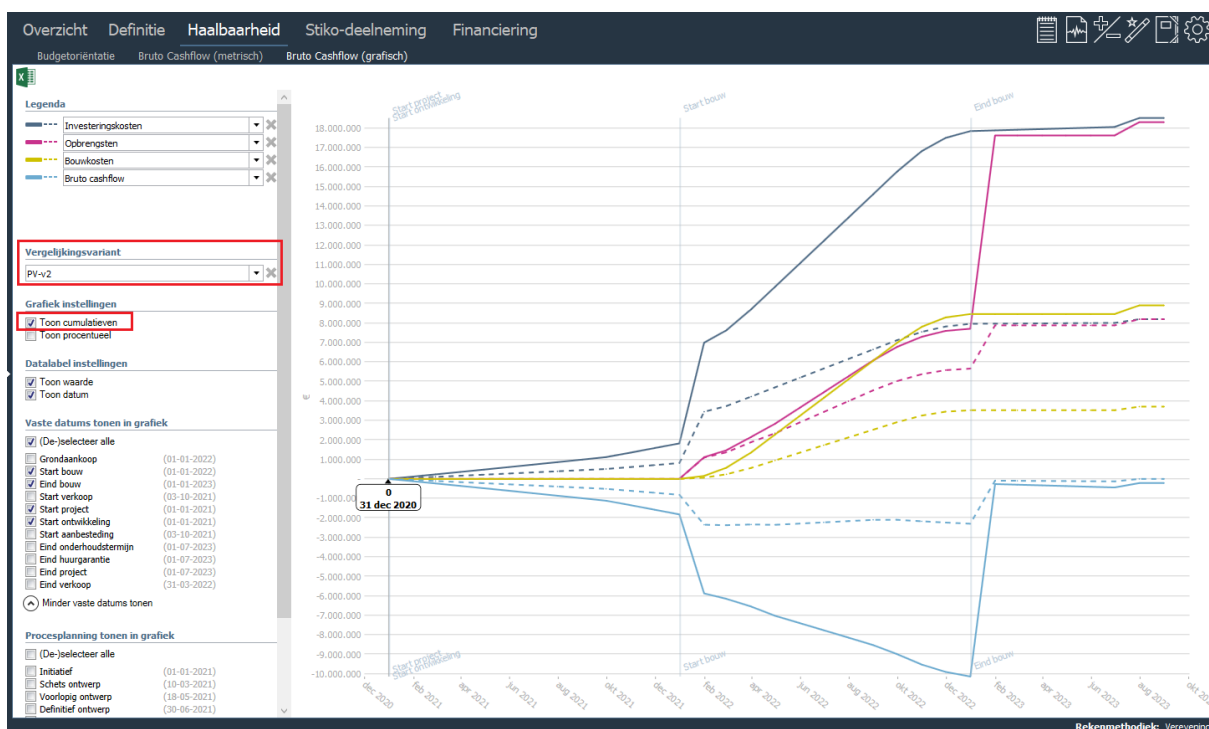 Overzicht Definitie Haalbaarheid Stiko-deelneming Financiering
Budgetoriëntatie Bruto Cashflow (metrisch) Bruto Cashflow (grafisch)
Legenda
Investeringskosten
Opbrengsten
Bouwkosten
Bruto cashflow
Vergelijkingsvariant
PV-v2
Grafiek instellingen
Toon cumulatieven
Toon procentueel
Datalabel instellingen
Toon waarde
Toon datum
Vaste datums tonen in grafiek
(De-)selecteer alle
Grondaankoop (01-01-2022)
Start bouw (01-01-2022)
Eind bouw (01-01-2023)
Start verkoop (03-10-2021)
Start project (01-01-2021)
Start ontwikkeling (01-01-2021)
Start aanbesteding (03-10-2021)
Eind onderhoudstermijn (01-07-2023)
Eind huurgarantie (01-07-2023)
Eind project (01-07-2023)
Eind verkoop (31-03-2022)
Minder vaste datums tonen
Procesplanning tonen in grafiek
(De-)selecteer alle
Initiatief (01-01-2021)
Schets ontwerp (10-03-2021)
Voorlopig ontwerp (18-05-2021)
Definitief ontwerp (30-06-2021)
Start project
Start ontwikkeling
Start bouw
Eind bouw
18.000.000
17.000.000
16.000.000
15.000.000
14.000.000
13.000.000
12.000.000
11.000.000
10.000.000
9.000.000
8.000.000
7.000.000
6.000.000
5.000.000
€
4.000.000
3.000.000
2.000.000
1.000.000
-
-1.000.000
0
31 dec 2020
-2.000.000
-3.000.000
-4.000.000
-5.000.000
-6.000.000
-7.000.000
-8.000.000
-9.000.000
-10.000.000
Start project
Start ontwikkeling
Start bouw
Eind bouw
dec 2020
feb 2021
apr 2021
jun 2021
aug 2021
okt 2021
dec 2021
feb 2022
apr 2022
jun 2022
aug 2022
okt 2022
dec 2022
feb 2023
apr 2023
jun 2023
aug 2023
okt 20
Rekenmethodiek: Verevening